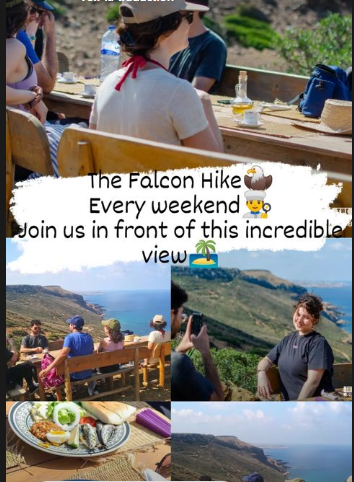 The Falcon Hike🦅
Every weekend👨‍🍳
Join us in front of this incredible
view🏝️